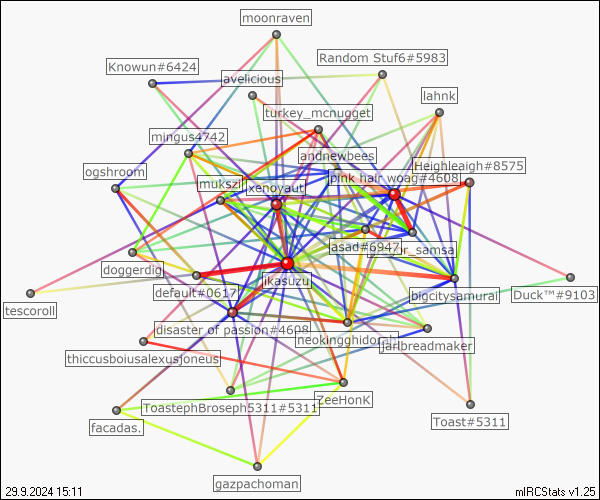 moonraven
Random Stuf6#5983
Knowun#6424
avelicious
lahnk
turkey_mcnugget
mingus4742
andnewbees
Heighleaigh#8575
ogshroom
pink hair woag#4608
mukszi
xenoyaut
asad#6947
r_samsa
doggerdig
jikasuzu
default#0617
bigcitysamurai
Duck™#9103
tescoroll
disaster of passion#4608
neokingghidorah
jarlbreadmaker
thiccusboiusalexusjoneus
ZeeHonK
ToastephBroseph5311#5311
Toast#5311
facadas.
gazpachoman
29.9.2024 15:11
mIRCStats v1.25